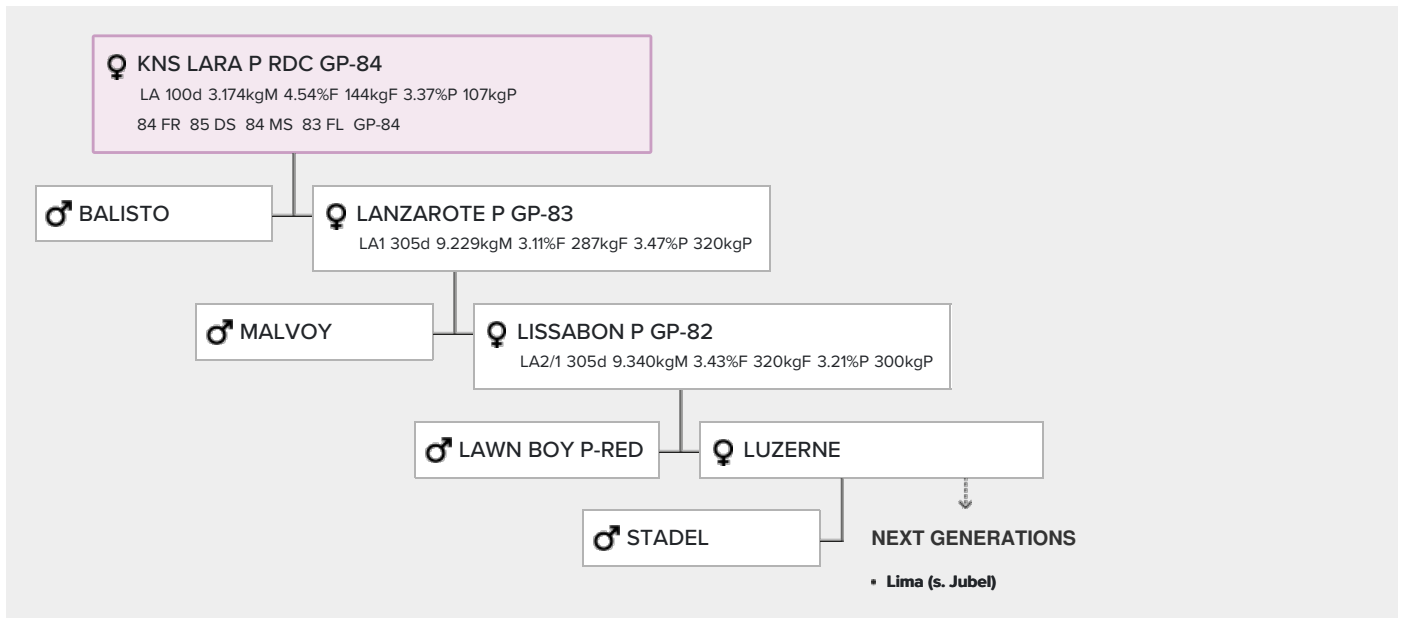 KNS LARA P RDC GP-84
LA 100d 3.174kgM 4.54%F 144kgF 3.37%P 107kgP
84 FR 85 DS 84 MS 83 FL GP-84
BALISTO
LANZAROTE P GP-83
LA1 305d 9.229kgM 3.11%F 287kgF 3.47%P 320kgP
MALVOY
LISSABON P GP-82
LA2/1 305d 9.340kgM 3.43%F 320kgF 3.21%P 300kgP
LAWN BOY P-RED
LUZERNE
STADEL
NEXT GENERATIONS
• Lima (s. Jubel)